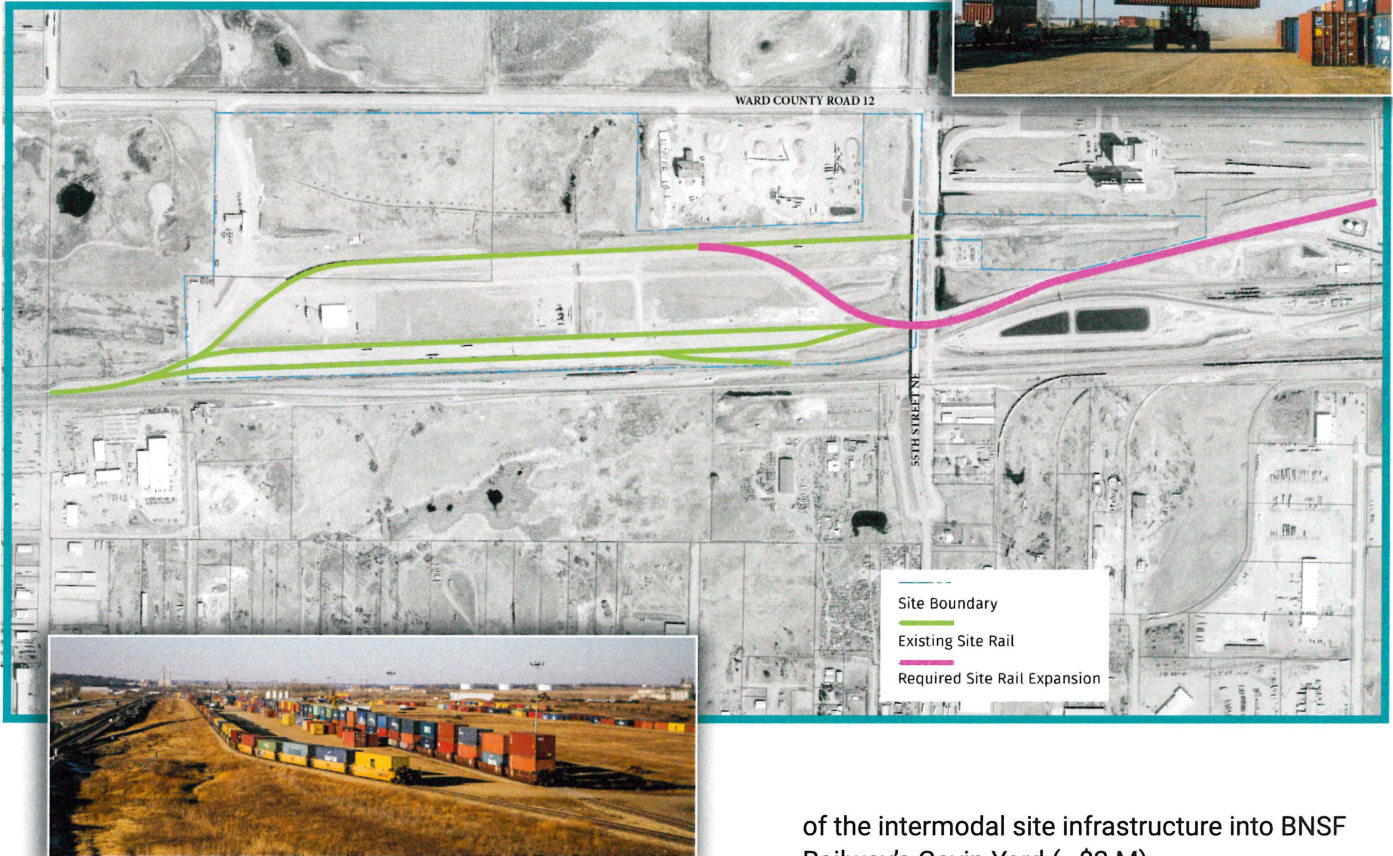 WARD COUNTY ROAD 12
55TH STREET NE
Site Boundary
Existing Site Rail
Required Site Rail Expansion
of the intermodal site infrastructure into BNSF